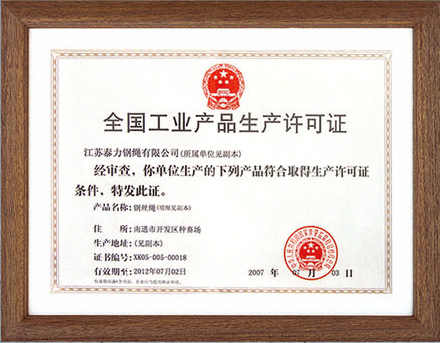 全国工业产品生产许可证
江苏泰力钢绳有限公司(所属单位见副本)
经审查，你单位生产的下列产品符合取得生产许可证
条件，特发此证。
产品名称: 钢丝绳(明细见副本)
住 所: 南通市开发区种畜场
生产地址: (见副本)
证书编号: XK05-005-00018
有效期至: 2012年07月02日
2007 年 07 月 03 日